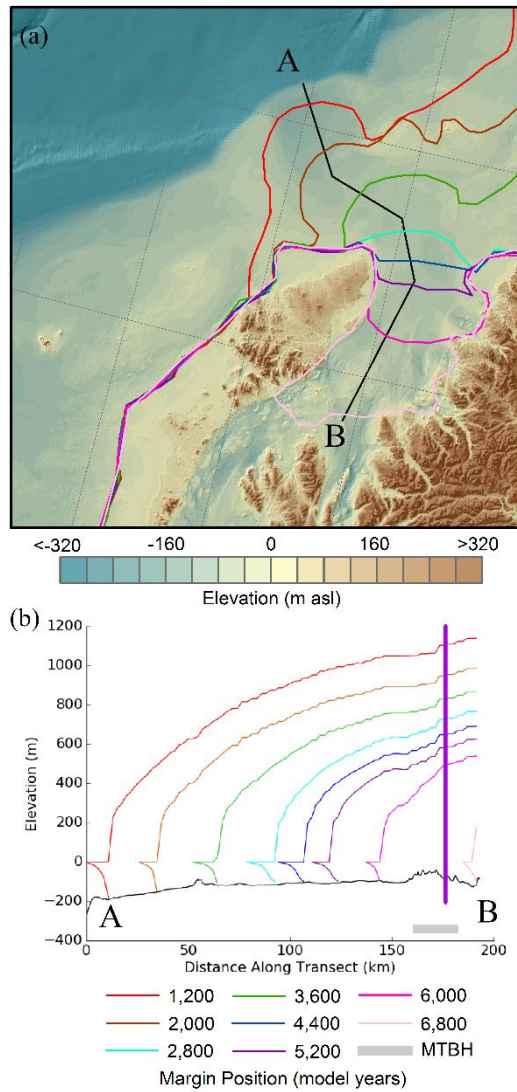 (a)
A
B
<-320 -160 0 160 >320
Elevation (m asl)
(b)
1200
1000
800
600
400
200
0
−200
−400
Elevation (m)
A
B
0 50 100 150 200
Distance Along Transect (km)
1,200 3,600 6,000
2,000 4,400 6,800
2,800 5,200 MTBH
Margin Position (model years)